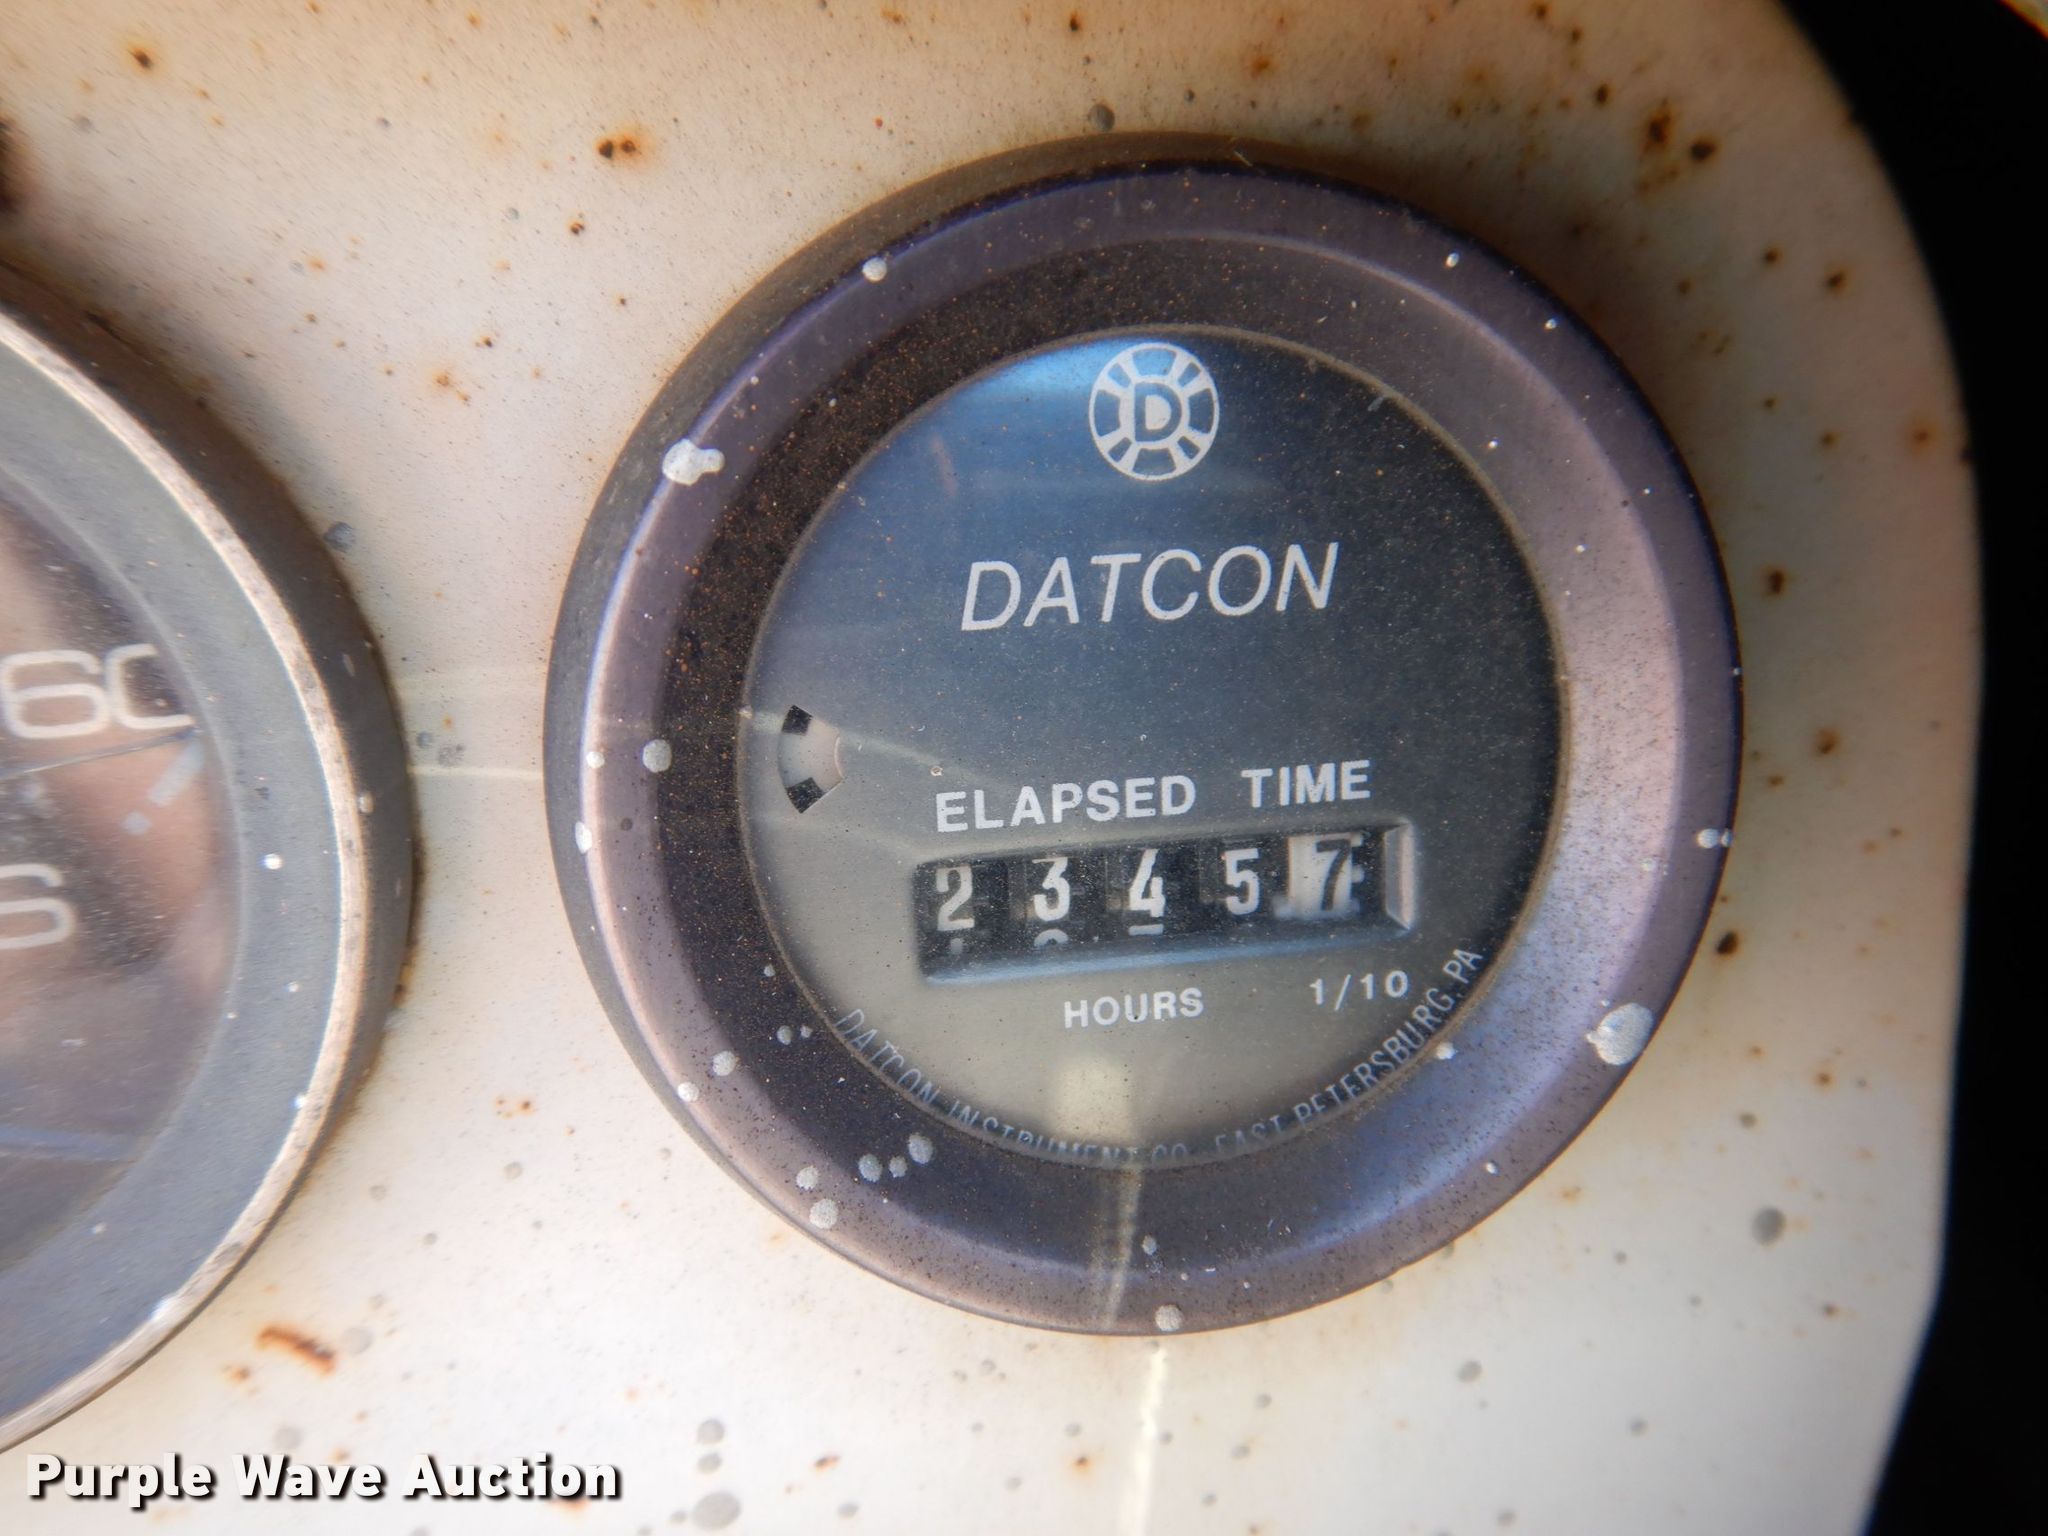 D
DATCON
ELAPSED TIME
2 3 4 5 7
HOURS 1/10
DATCON INSTRUMENT CO. EAST PETERSBURG, PA
60
Purple Wave Auction